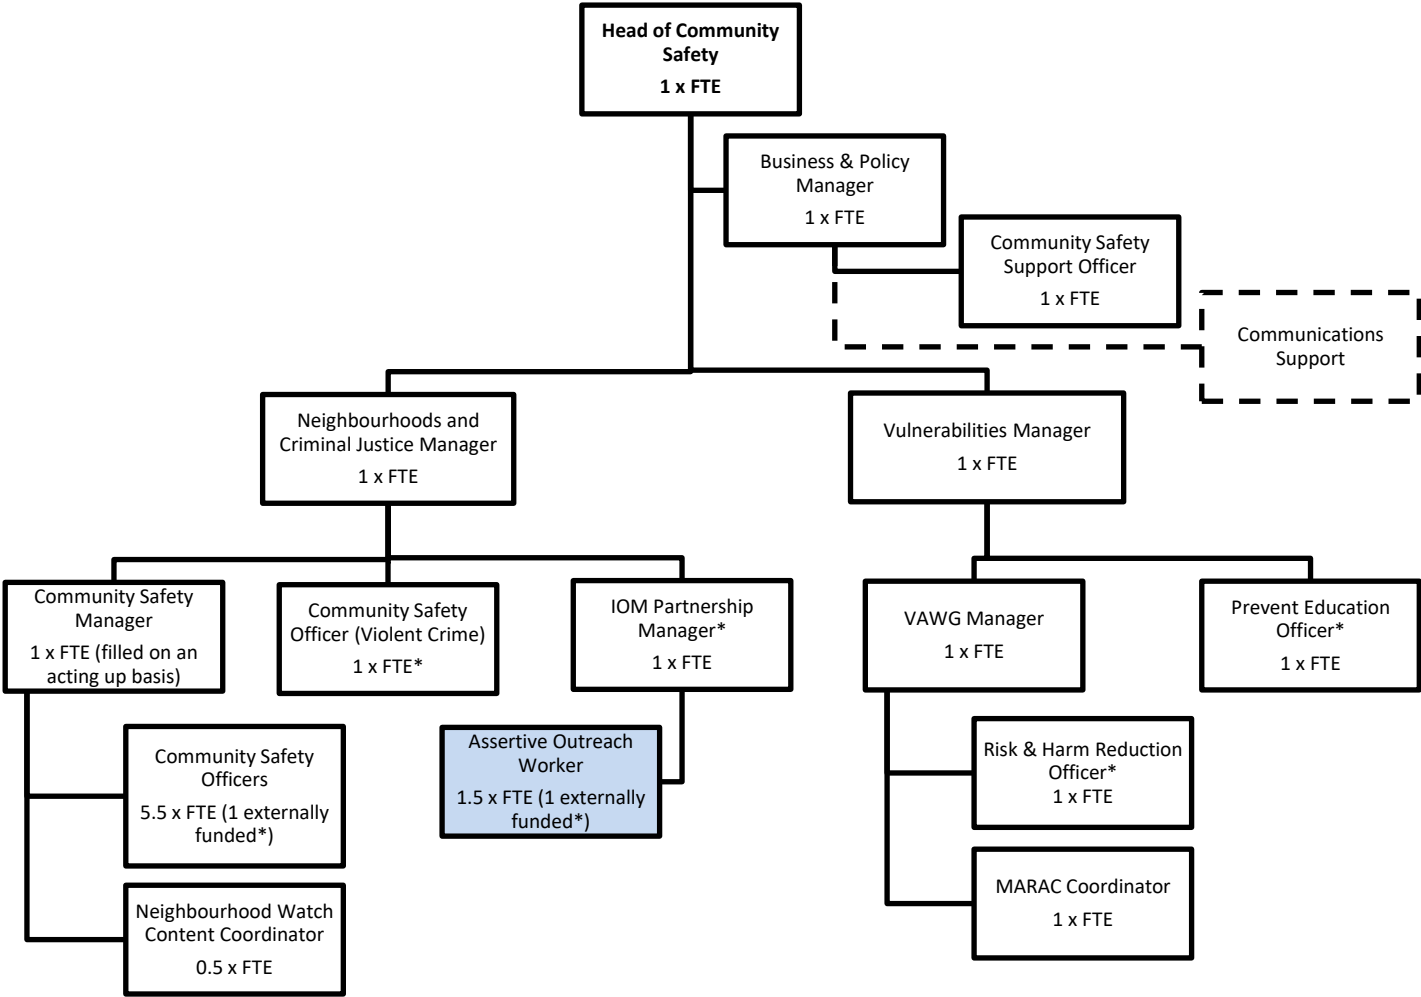 Head of Community
Safety
1 x FTE
Business & Policy
Manager
1 x FTE
Community Safety
Support Officer
1 x FTE
Communications
Support
Neighbourhoods and
Criminal Justice Manager
1 x FTE
Vulnerabilities Manager
1 x FTE
Community Safety
Manager
1 x FTE (filled on an
acting up basis)
Community Safety
Officer (Violent Crime)
1 x FTE*
IOM Partnership
Manager*
1 x FTE
VAWG Manager
1 x FTE
Prevent Education
Officer*
1 x FTE
Community Safety
Officers
5.5 x FTE (1 externally
funded*)
Assertive Outreach
Worker
1.5 x FTE (1 externally
funded*)
Risk & Harm Reduction
Officer*
1 x FTE
Neighbourhood Watch
Content Coordinator
0.5 x FTE
MARAC Coordinator
1 x FTE